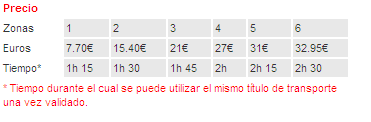 Precio
Zonas 1 2 3 4 5 6
Euros 7.70€ 15.40€ 21€ 27€ 31€ 32.95€
Tiempo* 1h 15 1h 30 1h 45 2h 2h 15 2h 30
* Tiempo durante el cual se puede utilizar el mismo título de transporte
una vez validado.